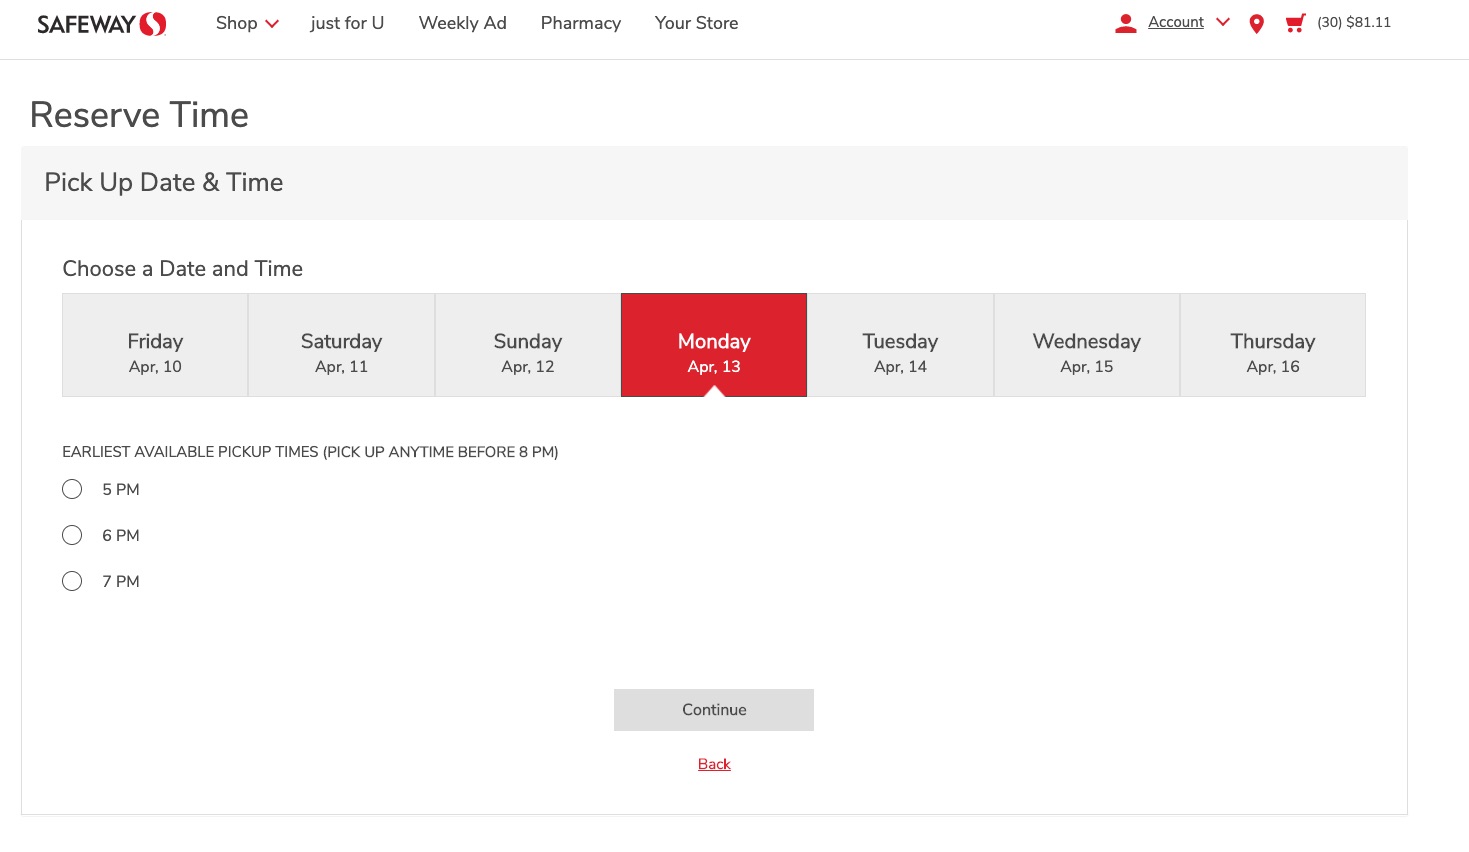 SAFEWAY Shop just for U Weekly Ad Pharmacy Your Store Account (30) $81.11
Reserve Time
Pick Up Date & Time
Choose a Date and Time
Friday Saturday Sunday Monday Tuesday Wednesday Thursday
Apr, 10 Apr, 11 Apr, 12 Apr, 13 Apr, 14 Apr, 15 Apr, 16
EARLIEST AVAILABLE PICKUP TIMES (PICK UP ANYTIME BEFORE 8 PM)
5 PM
6 PM
7 PM
Continue
Back